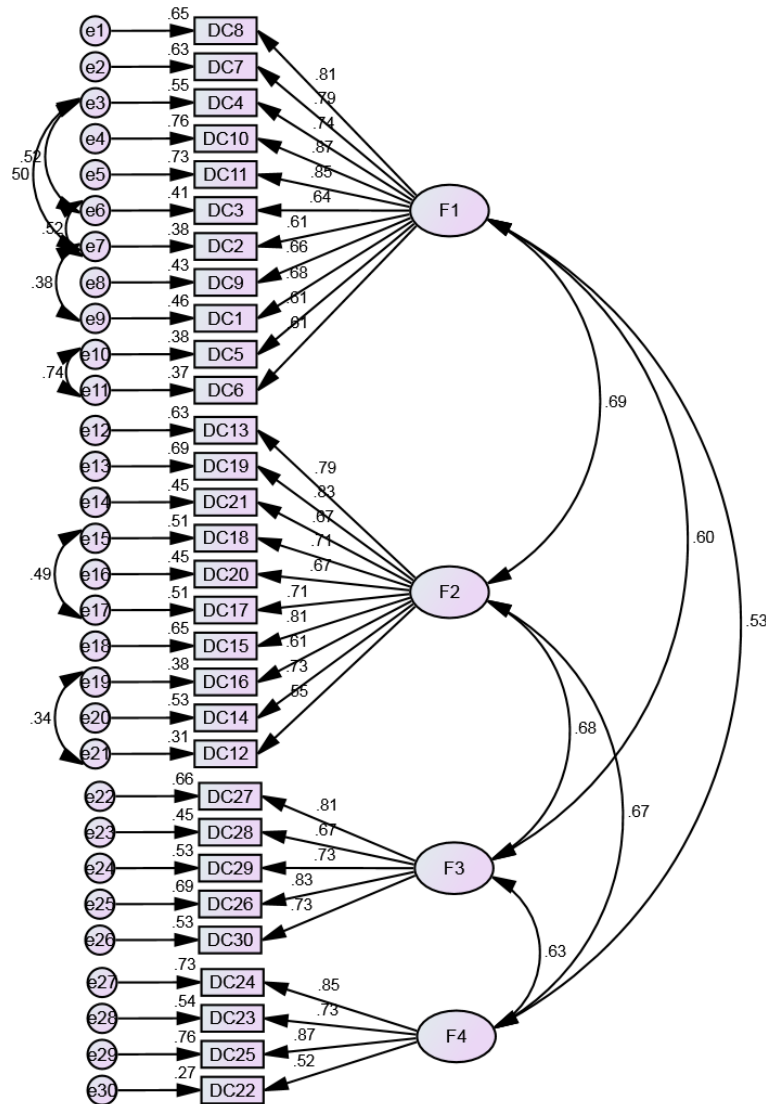 e1 .65 DC8
.81
e2 .63 DC7
.79
e3 .55 DC4
.74
e4 .76 DC10
.87
e5 .73 DC11
.85
.52
50
e6 .41 DC3
.64
F1
.52
e7 .38 DC2
.61
e8 .43 DC9
.66
.38
e9 .46 DC1
.68
e10 .38 DC5
.61
.74
e11 .37 DC6
.61
.69
e12 .63 DC13
.79
e13 .69 DC19
.83
e14 .45 DC21
.67
e15 .51 DC18
.71
.60
.49
e16 .45 DC20
.67
F2
e17 .51 DC17
.71
.53
e18 .65 DC15
.81
e19 .38 DC16
.61
.34
e20 .53 DC14
.73
e21 .31 DC12
.55
.68
e22 .66 DC27
.81
.67
e23 .45 DC28
.67
e24 .53 DC29
.73
F3
e25 .69 DC26
.83
e26 .53 DC30
.73
.63
e27 .73 DC24
.85
e28 .54 DC23
.73
F4
e29 .76 DC25
.87
e30 .27 DC22
.52